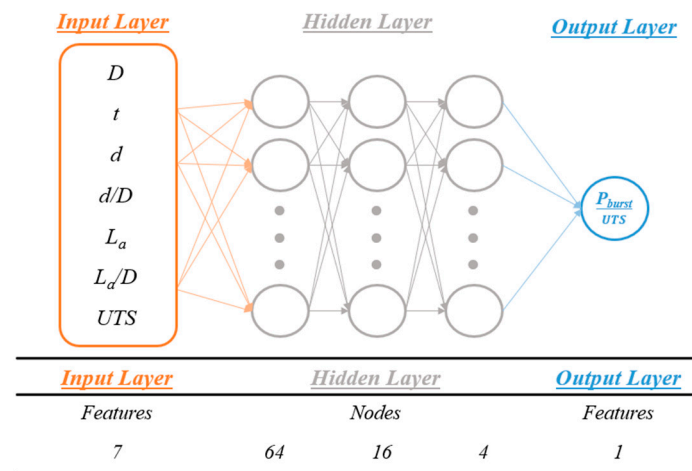 Input Layer Hidden Layer Output Layer
D
t
d
d/D
La
La/D
UTS
Pburst
UTS
Input Layer Hidden Layer Output Layer
Features Nodes Features
7 64 16 4 1